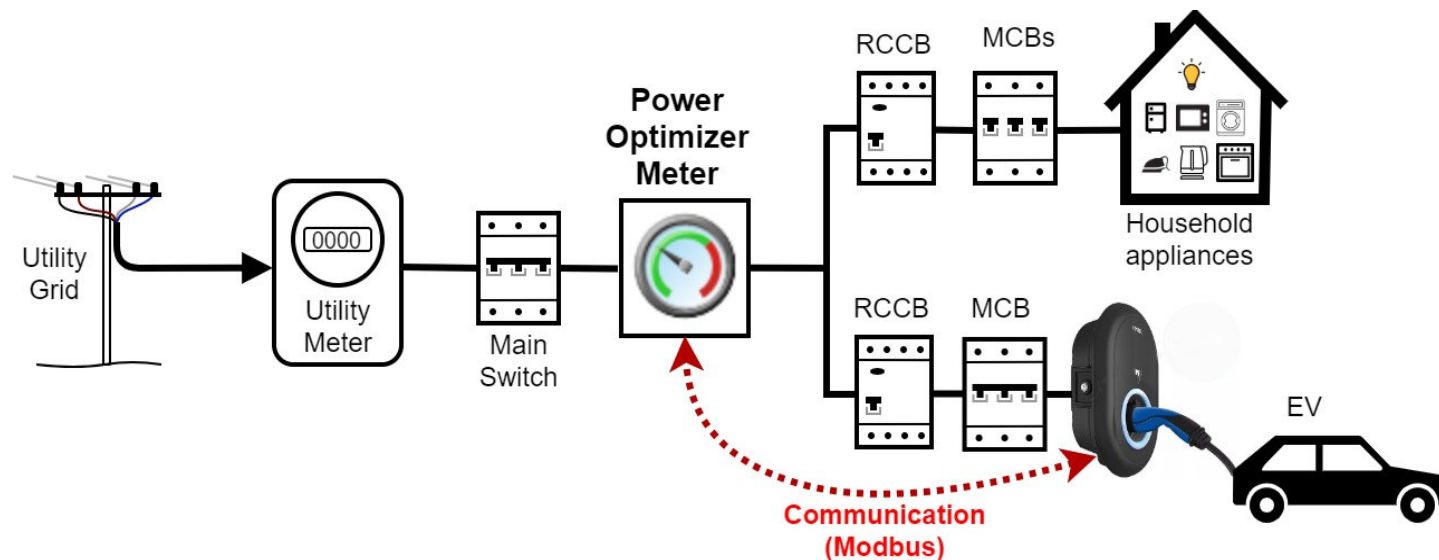 Utility
Grid
0000
Utility
Meter
Main
Switch
Power
Optimizer
Meter
RCCB
MCBs
Household
appliances
RCCB
MCB
EV
Communication
(Modbus)